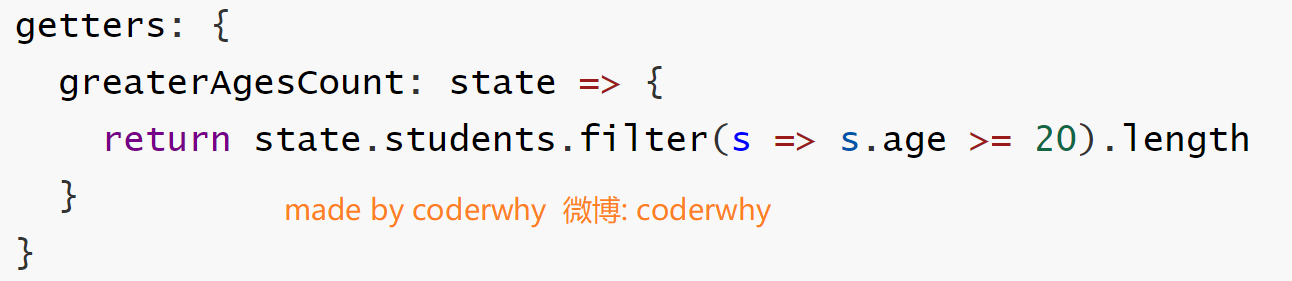 getters: {
  greaterAgesCount: state => {
    return state.students.filter(s => s.age >= 20).length
  }
made by coderwhy 微博: coderwhy
}